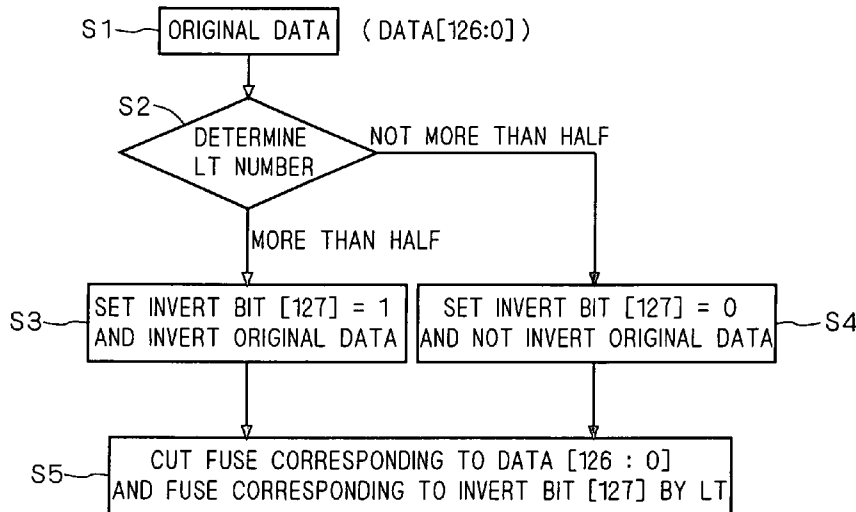 S1 ORIGINAL DATA (DATA[126:0])
S2
DETERMINE
LT NUMBER
NOT MORE THAN HALF
MORE THAN HALF
S3
SET INVERT BIT [127] = 1
AND INVERT ORIGINAL DATA
SET INVERT BIT [127] = 0
AND NOT INVERT ORIGINAL DATA
S4
S5
CUT FUSE CORRESPONDING TO DATA [126 : 0]
AND FUSE CORRESPONDING TO INVERT BIT [127] BY LT